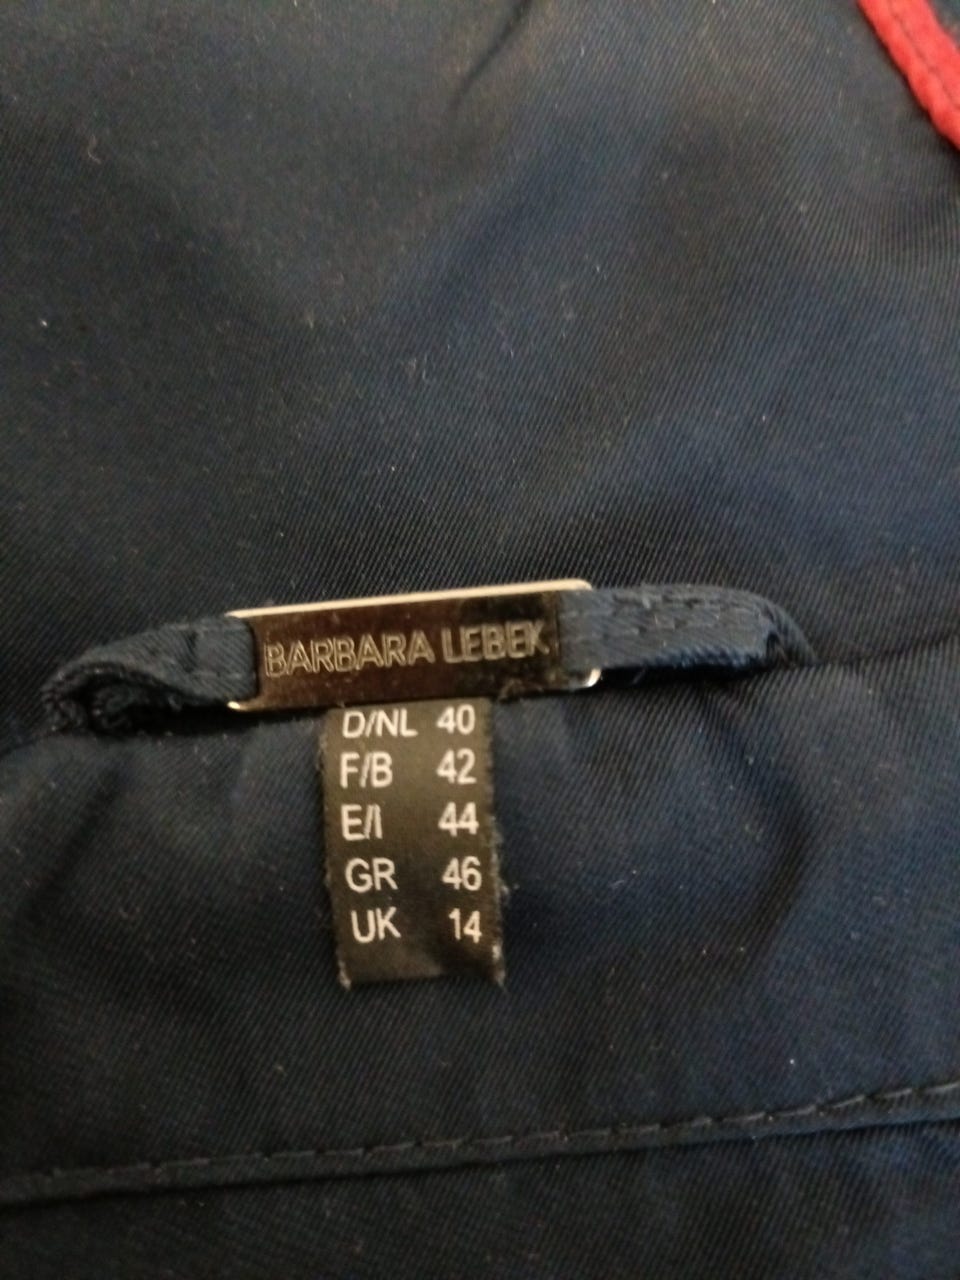 BARBARA LEBEK
D/NL 40
F/B 42
E/I 44
GR 46
UK 14